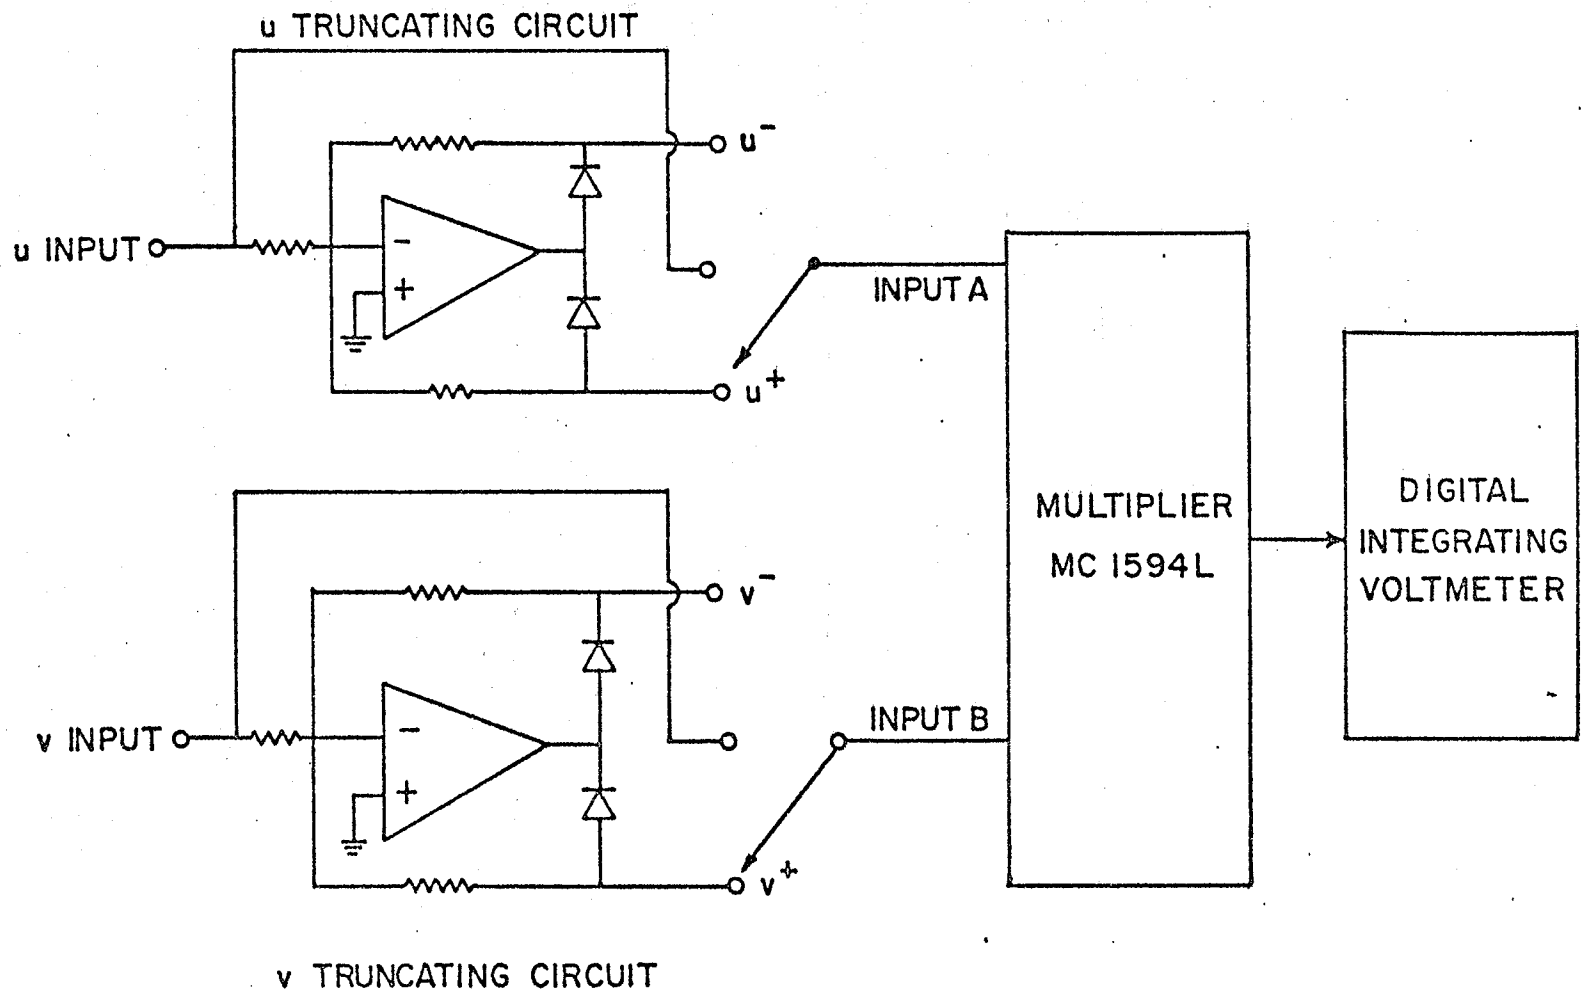 u TRUNCATING CIRCUIT
u⁻
u INPUT
−
+
INPUT A
u⁺
MULTIPLIER
MC 1594L
DIGITAL
INTEGRATING
VOLTMETER
v⁻
v INPUT
−
+
INPUT B
v⁺
v TRUNCATING CIRCUIT